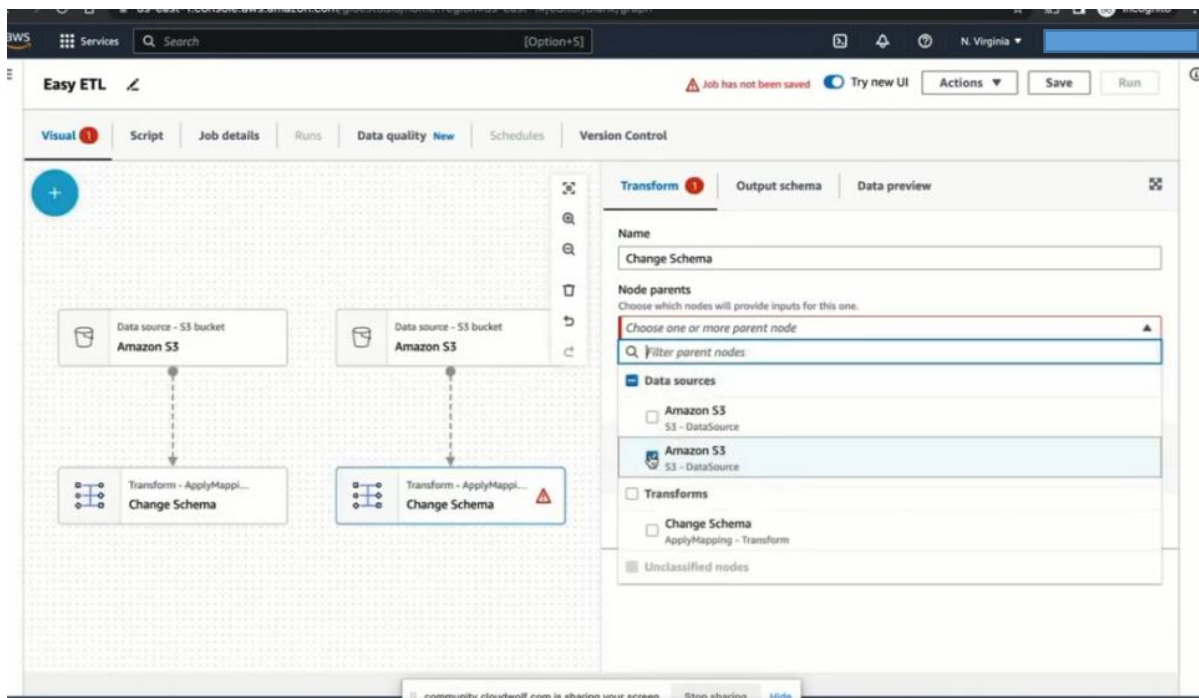 aws Services Search [Option+S] N. Virginia
Easy ETL Job has not been saved Try new UI Actions Save Run
Visual 1 Script Job details Runs Data quality New Schedules Version Control
Transform 1 Output schema Data preview
Name
Change Schema
Node parents
Choose which nodes will provide inputs for this one.
Choose one or more parent node
Filter parent nodes
Data sources
Amazon S3
S3 - DataSource
Amazon S3
S3 - DataSource
Transforms
Change Schema
ApplyMapping - Transform
Unclassified nodes
Data source - S3 bucket
Amazon S3
Data source - S3 bucket
Amazon S3
Transform - ApplyMappi...
Change Schema
Transform - ApplyMappi...
Change Schema
community.cloudwolf.com is sharing your screen. Stop sharing Hide